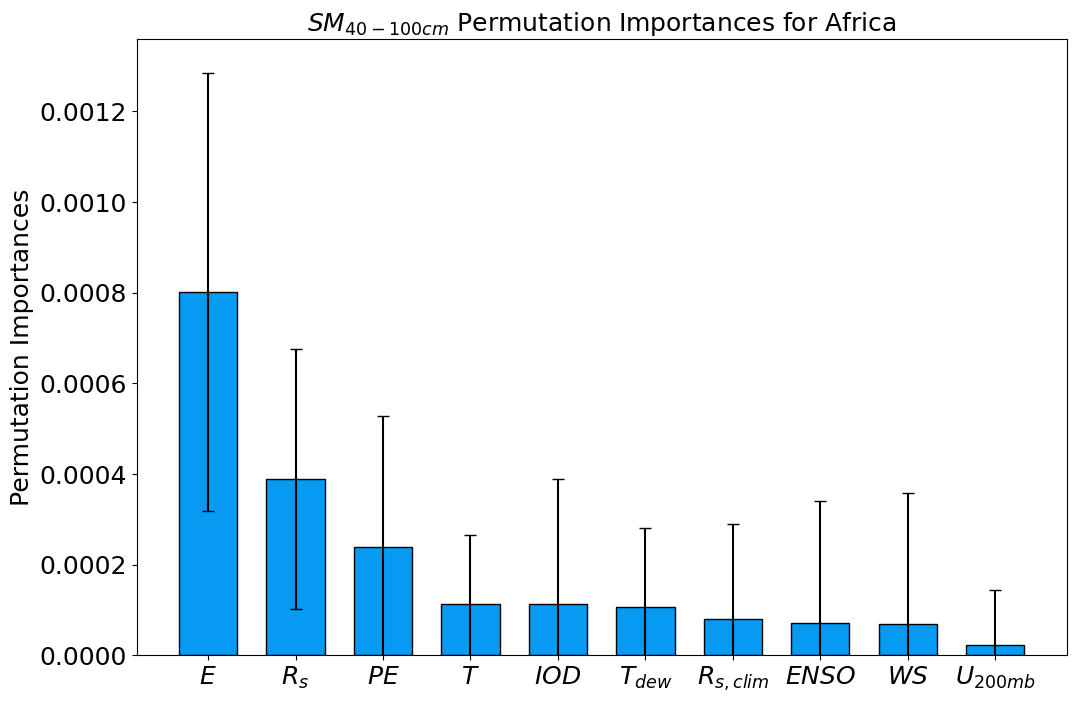 SM40−100cm Permutation Importances for Africa
Permutation Importances
0.0012
0.0010
0.0008
0.0006
0.0004
0.0002
0.0000
E Rs PE T IOD Tdew Rs,clim ENSO WS U200mb